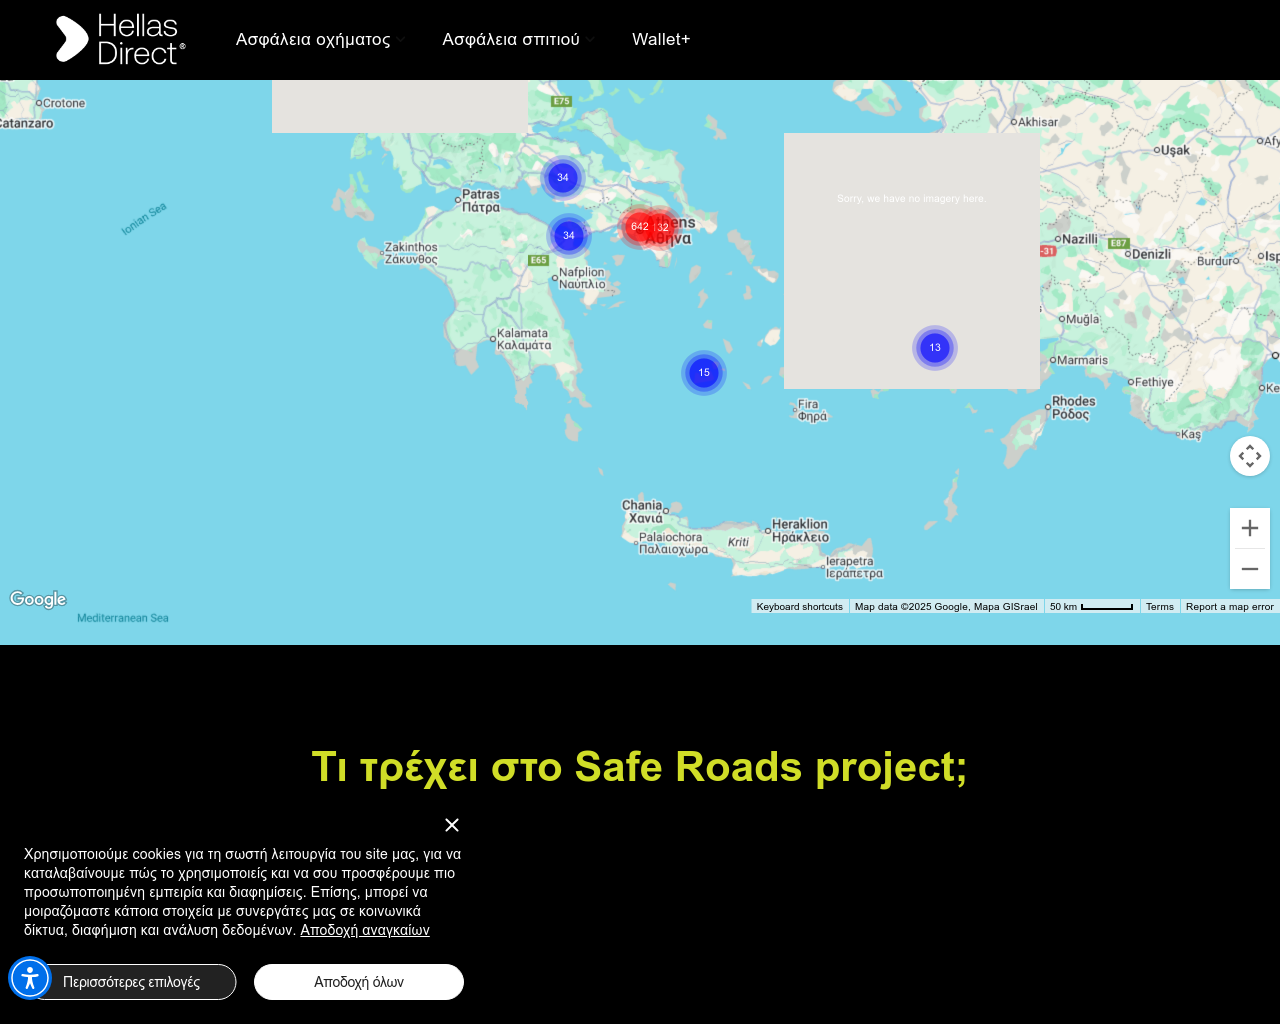 Hellas
Direct®
Ασφάλεια οχήματος
Ασφάλεια σπιτιού
Wallet+
Crotone
Catanzaro
E75
Akhisar
Uşak
Ionian Sea
Patras
Πάτρα
34
34
642
132
Athens
Αθήνα
Sorry, we have no imagery here.
Zakinthos
Ζάκυνθος
E65
Nafplion
Ναύπλιο
Nazilli
E87
Denizli
Burdur
-31
Kalamata
Καλαμάτα
Muğla
13
15
Marmaris
Fethiye
Fira
Φηρά
Rhodes
Ρόδος
Kaş
Chania
Χανιά
Palaiochora
Παλαιοχώρα
Kriti
Heraklion
Ηράκλειο
Ierapetra
Ιεράπετρα
Google
Mediterranean Sea
Keyboard shortcuts
Map data ©2025 Google, Mapa GISrael
50 km
Terms
Report a map error
Τι τρέχει στο Safe Roads project;
Χρησιμοποιούμε cookies για τη σωστή λειτουργία του site μας, για να
καταλαβαίνουμε πώς το χρησιμοποιείς και να σου προσφέρουμε πιο
προσωποποιημένη εμπειρία και διαφημίσεις. Επίσης, μπορεί να
μοιραζόμαστε κάποια στοιχεία με συνεργάτες μας σε κοινωνικά
δίκτυα, διαφήμιση και ανάλυση δεδομένων. Αποδοχή αναγκαίων
Περισσότερες επιλογές
Αποδοχή όλων